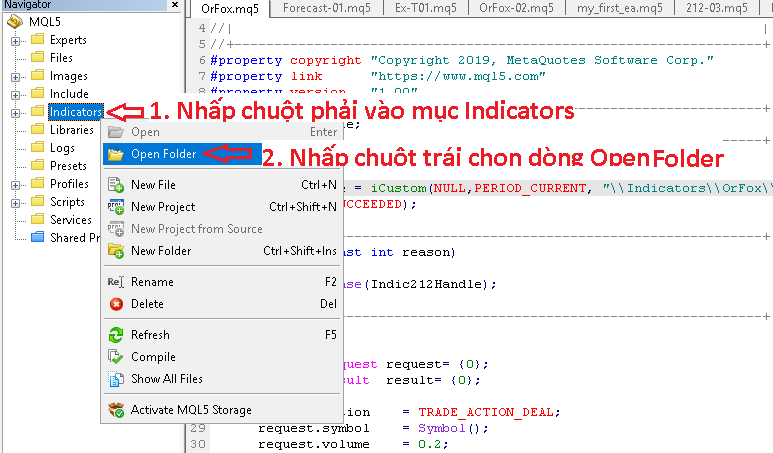 Navigator
MQL5
Experts
Files
Images
Include
Indicators
Libraries
Logs
Presets
Profiles
Scripts
Services
Shared Pr
OrFox.mq5 Forecast-01.mq5 Ex-T01.mq5 OrFox-02.mq5 my_first_ea.mq5 212-03.mq5
4 //| |
5 //+------------------------------------------------------------------+
6 #property copyright "Copyright 2019, MetaQuotes Software Corp."
7 #property link "https://www.mql5.com"
8 #property version "1.00"
1. Nhấp chuột phải vào mục Indicators
e;
Open Enter
Open Folder
2. Nhấp chuôt trái chọn dòng Open Folder
New File Ctrl+N
New Project Ctrl+Shift+N
New Project from Source
New Folder Ctrl+Shift+Ins
Rename F2
Delete Del
Refresh F5
Compile
Show All Files
Activate MQL5 Storage
e = iCustom(NULL,PERIOD_CURRENT, "\\Indicators\\OrFox\\
UCCEEDED);
st int reason)
ase(Indic212Handle);
quest request= {0};
sult result= {0};
ion = TRADE_ACTION_DEAL;
29 request.symbol = Symbol();
30 request.volume = 0.2;